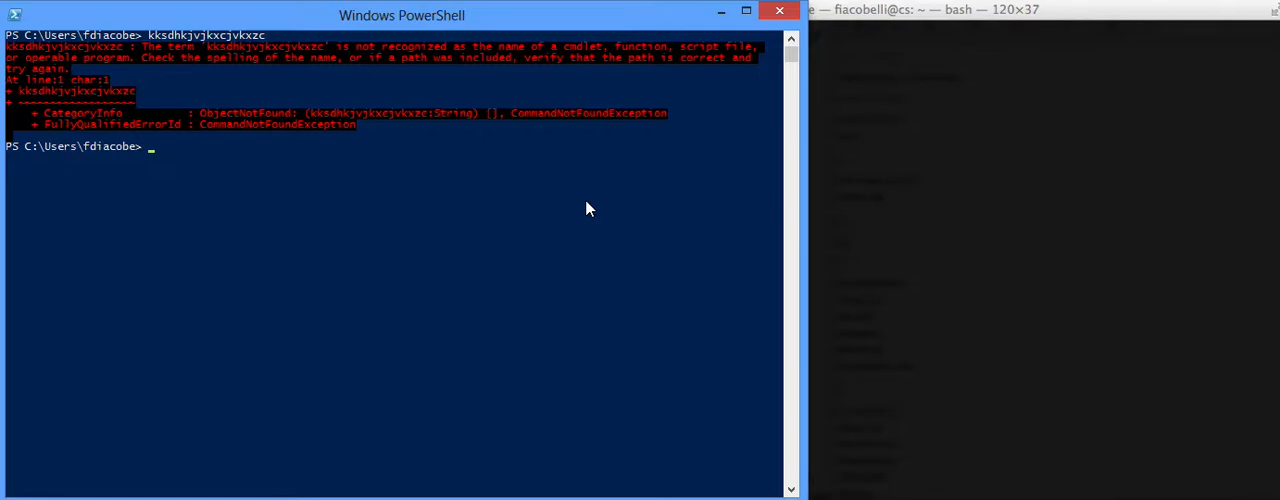 Windows PowerShell
e — fiacobelli@cs: ~ — bash — 120×37
PS C:\Users\fdiacobe> kksdhkjvjkxcjvkxzc
kksdhkjvjkxcjvkxzc : The term 'kksdhkjvjkxcjvkxzc' is not recognized as the name of a cmdlet, function, script file,
or operable program. Check the spelling of the name, or if a path was included, verify that the path is correct and
try again.
At line:1 char:1
+ kksdhkjvjkxcjvkxzc
+ ~~~~~~~~~~~~~~~~~~
    + CategoryInfo          : ObjectNotFound: (kksdhkjvjkxcjvkxzc:String) [], CommandNotFoundException
    + FullyQualifiedErrorId : CommandNotFoundException
PS C:\Users\fdiacobe>